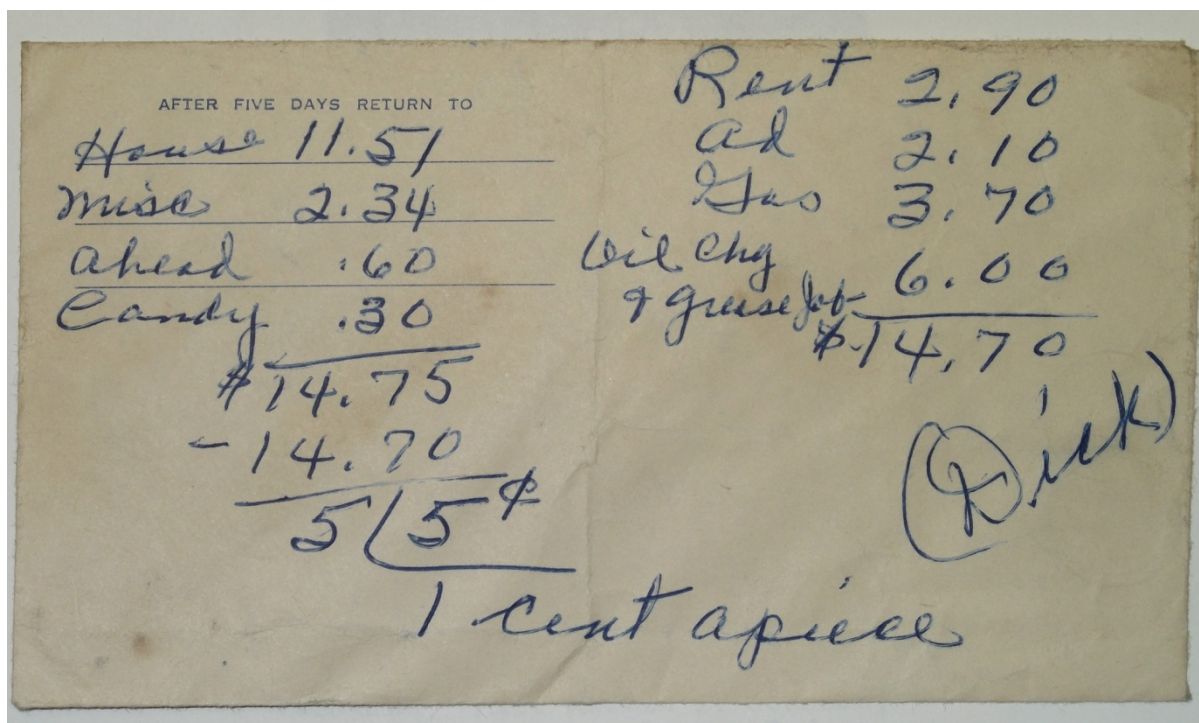 AFTER FIVE DAYS RETURN TO
House 11.51
Misc 2.34
Ahead .60
Candy .30
$14.75
-14.70
5(5¢
1 cent apiece
Rent 2.90
Ad 2.10
Gas 3.70
Oil Chg
& Grease Job 6.00
$14.70
(Dick)